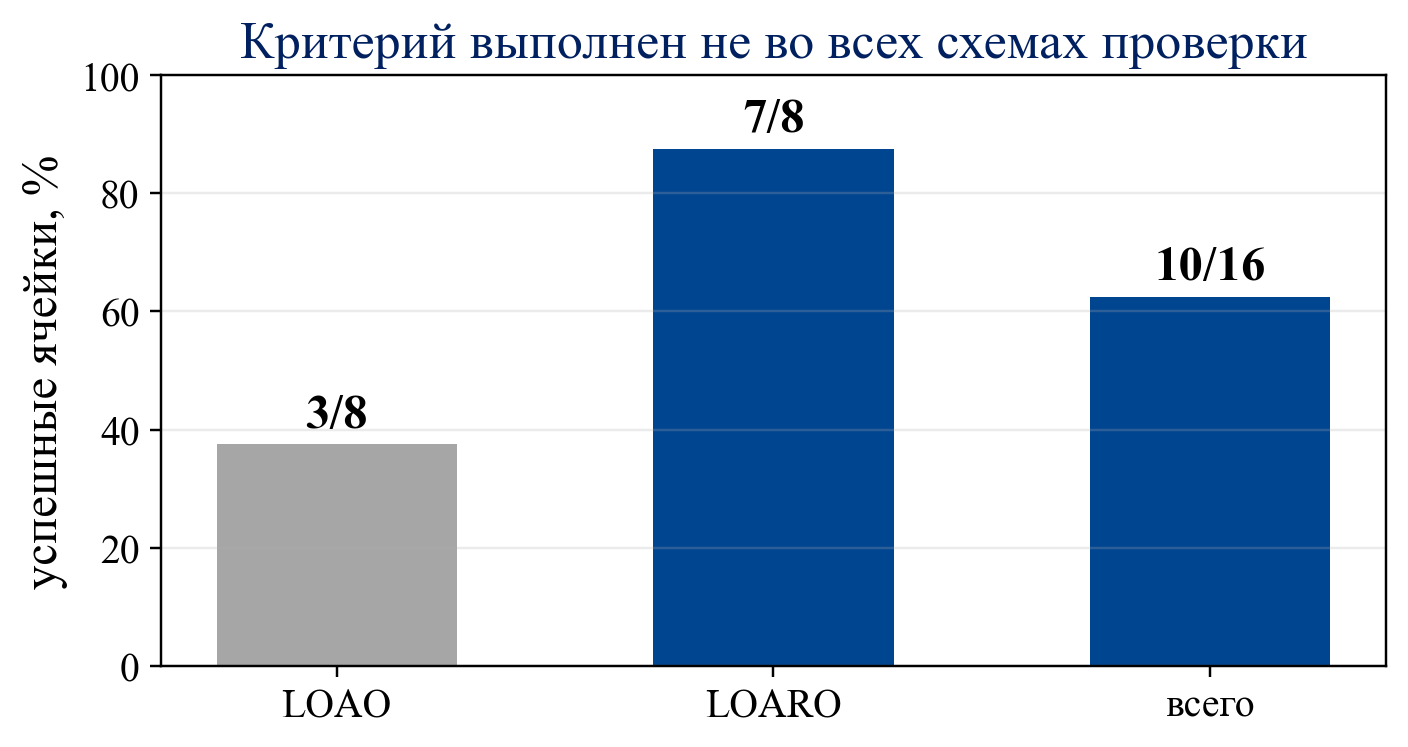 Критерий выполнен не во всех схемах проверки
успешные ячейки, %
100
80
60
40
20
0
3/8
7/8
10/16
LOAO
LOARO
всего